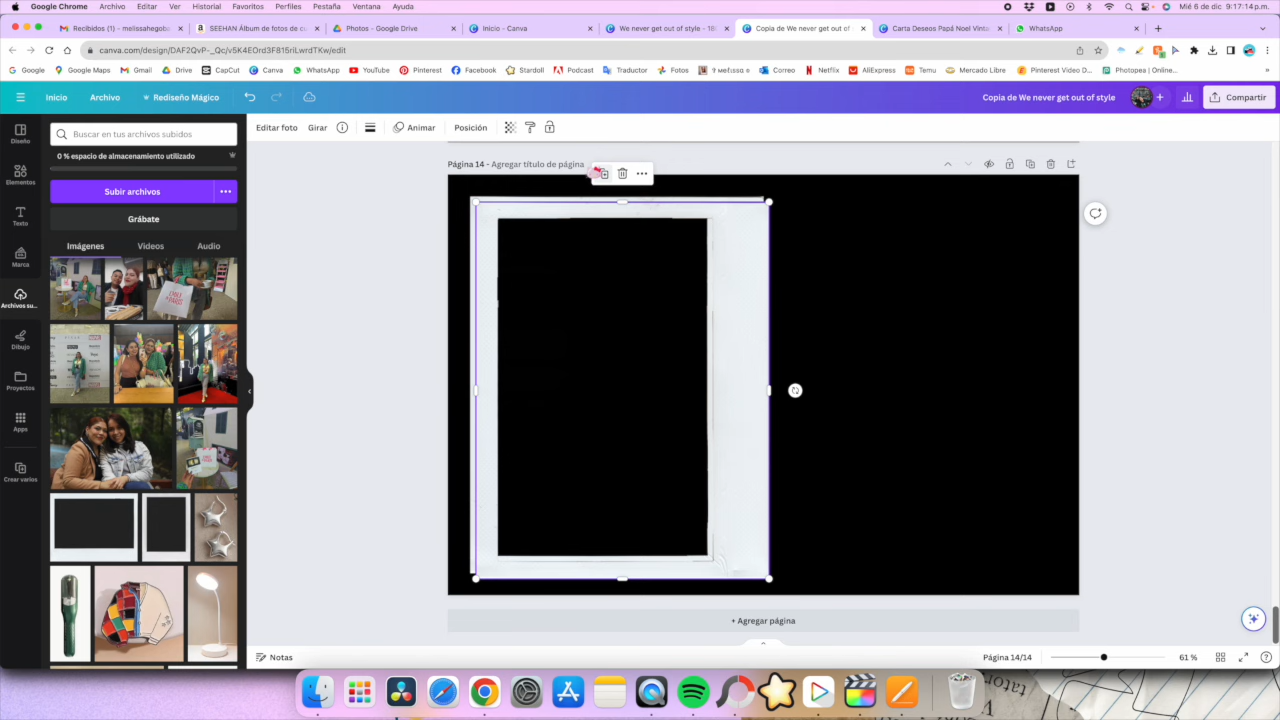 Google Chrome Archivo Editar Ver Historial Favoritos Perfiles Pestaña Ventana Ayuda
Mié 6 de dic 9:17:14 p.m.
Recibidos (1) - melissahegoba
SEEHAN Álbum de fotos de c
Photos - Google Drive
Inicio - Canva
We never get out of style - 18
Copia de We never get out of
Carta Deseos Papá Noel Vinta
WhatsApp
canva.com/design/DAF2QvP-_Qc/v5K4EOrd3F815riLwrdTKw/edit
Google Google Maps Gmail Drive CapCut Canva WhatsApp YouTube Pinterest Facebook Stardoll Podcast Traductor Fotos Correo Netflix AliExpress Temu Mercado Libre Pinterest Video D... Photopea | Online...
Inicio Archivo Rediseño Mágico
Copia de We never get out of style
Compartir
Editar foto Girar Animar Posición
Diseño
Elementos
Texto
Marca
Archivos su...
Dibujo
Proyectos
Apps
Crear varios
Buscar en tus archivos subidos
0 % espacio de almacenamiento utilizado
Subir archivos
Grábate
Imágenes Videos Audio
Página 14 - Agregar título de página
+ Agregar página
Notas
Página 14/14
61 %